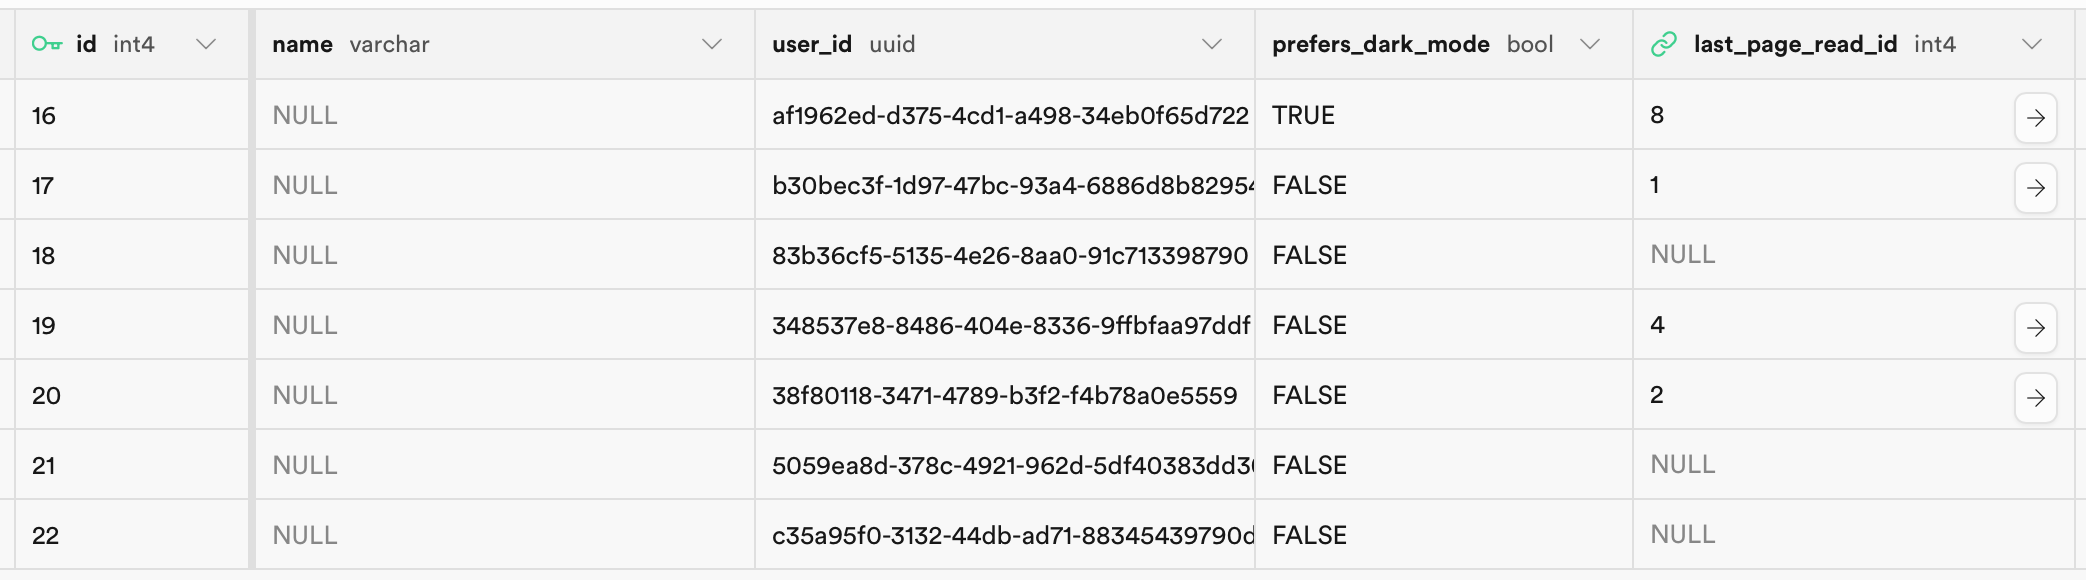 id int4 name varchar user_id uuid prefers_dark_mode bool last_page_read_id int4
16 NULL af1962ed-d375-4cd1-a498-34eb0f65d722 TRUE 8
17 NULL b30bec3f-1d97-47bc-93a4-6886d8b82954 FALSE 1
18 NULL 83b36cf5-5135-4e26-8aa0-91c713398790 FALSE NULL
19 NULL 348537e8-8486-404e-8336-9ffbfaa97ddf FALSE 4
20 NULL 38f80118-3471-4789-b3f2-f4b78a0e5559 FALSE 2
21 NULL 5059ea8d-378c-4921-962d-5df40383dd3 FALSE NULL
22 NULL c35a95f0-3132-44db-ad71-88345439790d FALSE NULL